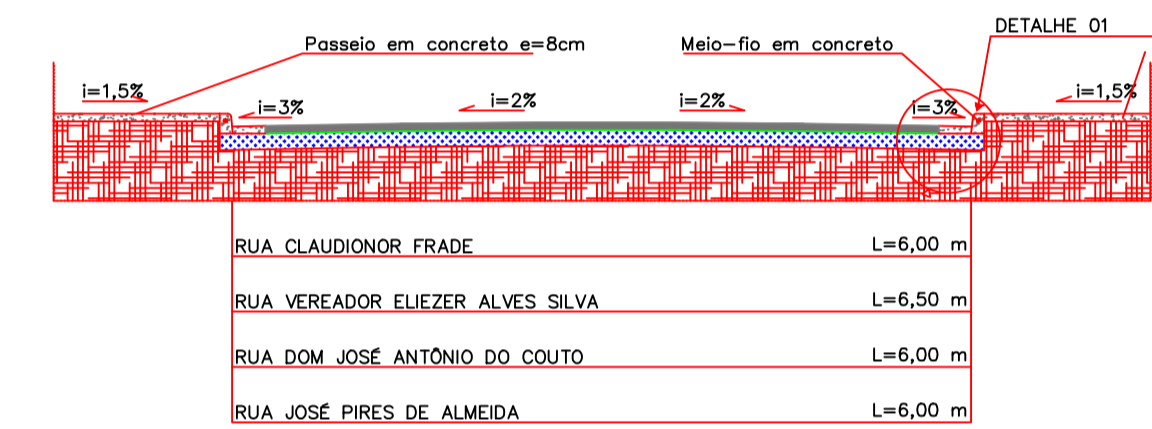 DETALHE 01
Passeio em concreto e=8cm
Meio-fio em concreto
i=1,5%
i=3%
i=2%
i=2%
i=3%
i=1,5%
RUA CLAUDIONOR FRADE L=6,00 m
RUA VEREADOR ELIEZER ALVES SILVA L=6,50 m
RUA DOM JOSÉ ANTÔNIO DO COUTO L=6,00 m
RUA JOSÉ PIRES DE ALMEIDA L=6,00 m